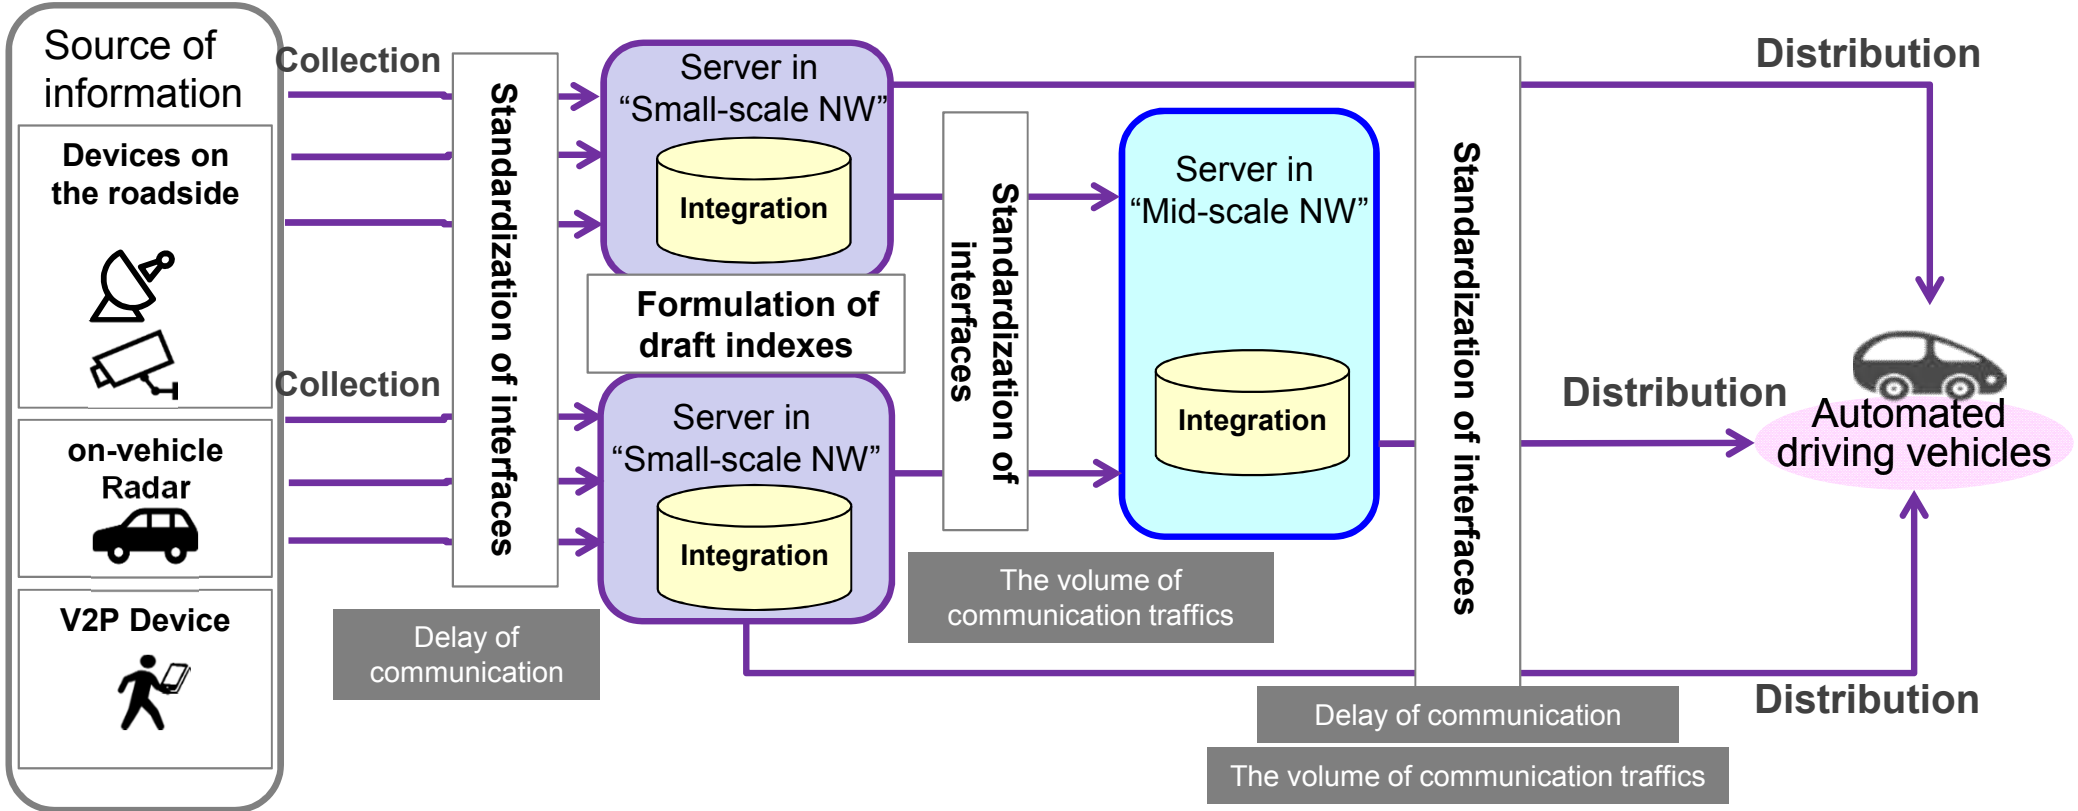 Source of
information
Devices on
the roadside
on-vehicle
Radar
V2P Device
Collection
Collection
Standardization of interfaces
Delay of
communication
Server in
“Small-scale NW”
Integration
Formulation of
draft indexes
Server in
“Small-scale NW”
Integration
Standardization of
interfaces
The volume of
communication traffics
Server in
“Mid-scale NW”
Integration
Standardization of interfaces
Delay of communication
The volume of communication traffics
Distribution
Distribution
Automated
driving vehicles
Distribution